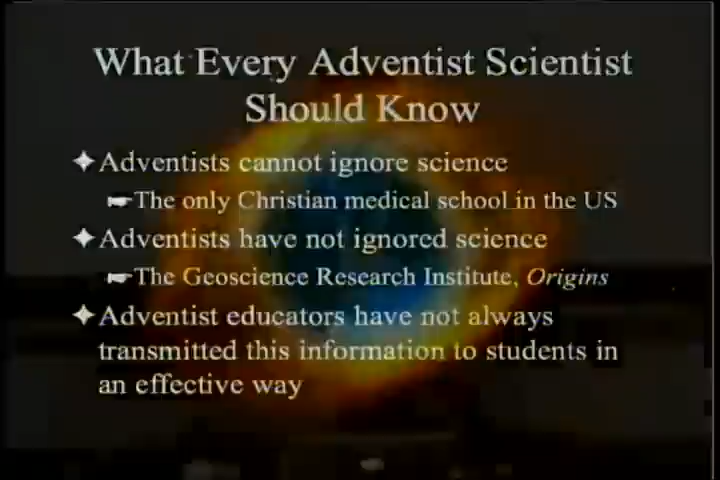 What Every Adventist Scientist
Should Know
✦Adventists cannot ignore science
☛The only Christian medical school in the US
✦Adventists have not ignored science
☛The Geoscience Research Institute, Origins
✦Adventist educators have not always
transmitted this information to students in
an effective way